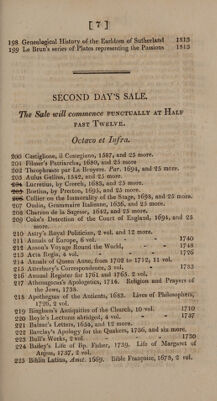 [ 7 ]
198 Genealogical History of the Earldom of Sutherland 1813
199 Le Brun's series of Plates representing the Passions 1813
SECOND DAY'S SALE.
The Sale will commence PUNCTUALLY AT HALF
PAST TWELVE.
Octavo et Infra.
200 Castiglione, il Cortegiano, 1587, and 25 more.
201 Filmer's Patriarcha, 1680, and 25 more
202 Theophraste par La Bruyere. Par. 1694, and 25 more.
203 Aulus Gellius, 1542, and 25 more
204 Lucretius, by Creech, 1683, and 25 more.
205 Boetius, by Preston, 1695, and 25 more.
206 Collier on the Immorality of the Stage, 1698, and 25 more.
207 Oudin, Grammaire Italienne, 1656, and 25 more
208 Charron de la Sagesse, 1642, and 25 more.
209 Coke's Detection of the Court of England, 1694, and 25
more.
210 Astry's Royal Politician, 2 vol. and 12 more.
211 Annals of Europe, 6 vol. - - 1740
212 Anson's Voyage Round the World, - - 1748
213 Acta Regia, 4 vol. - - 1726
214 Annals of Queen Anne, from 1702 to 1712, 11 vol.
215 Atterbury's Correspondence, 3 vol. - 1783
216 Annual Register for 1761 and 1765. 2 vol.
217 Athenagoras's Apologetics, 1714. Religion and Prayers of
the Jews, 1738.
218 Apothegms of the Antients, 1683. Lives of Philosophers,
1726, 2 vol.
219 Bingham's Antiquities of the Church, 10 vol. 1710
220 Boyle's Lectures abridged, 4 vol. - - 1737
221 Balzac's Letters, 1654, and 12 more.
222 Barclay's Apology for the Quakers, 1736, and six more.
223 Bull's Works, 2 vol. - - 1730
224 Bailey's Life of Bp. Fisher, 1739. Life of Margaret of
Anjou, 1737, 2 vol.
225 Biblia Latina, Amst. 1669. Bible Françoise, 1678, 2 vol.